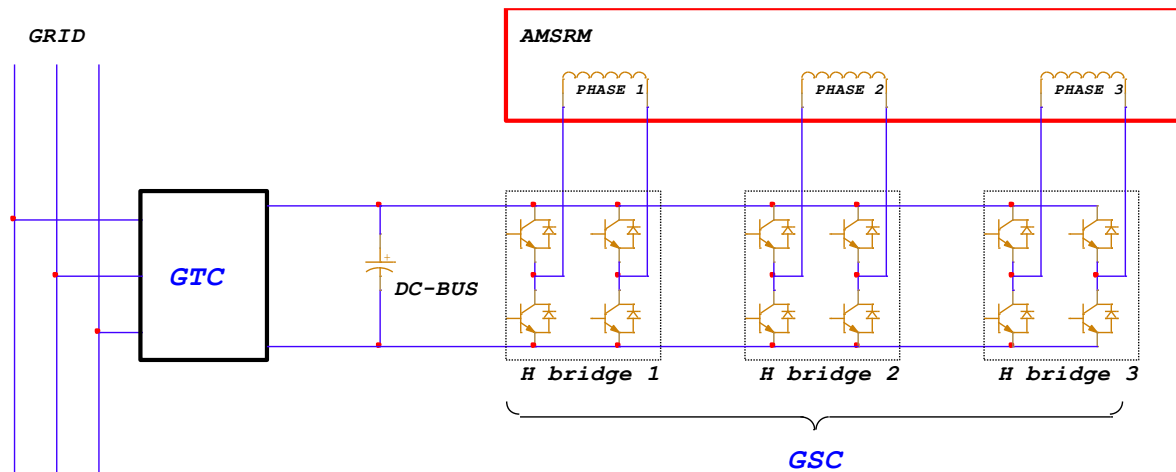 GRID
AMSRM
PHASE 1
PHASE 2
PHASE 3
GTC
+
DC-BUS
H bridge 1
H bridge 2
H bridge 3
GSC